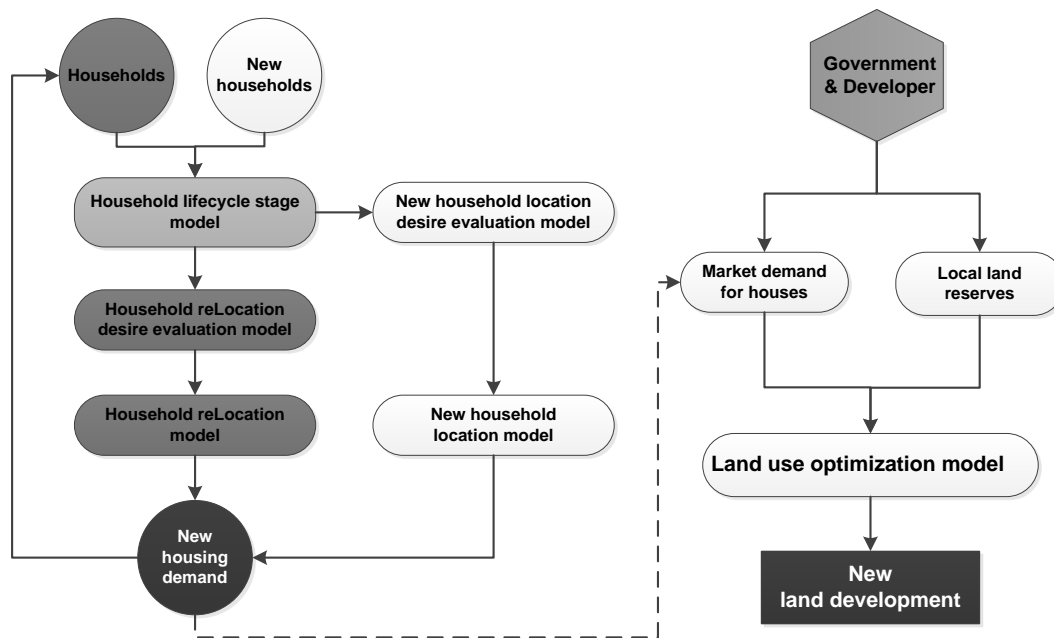 Households
New
households
Household lifecycle stage
model
New household location
desire evaluation model
Household reLocation
desire evaluation model
Household reLocation
model
New household
location model
New
housing
demand
Government
& Developer
Market demand
for houses
Local land
reserves
Land use optimization model
New
land development